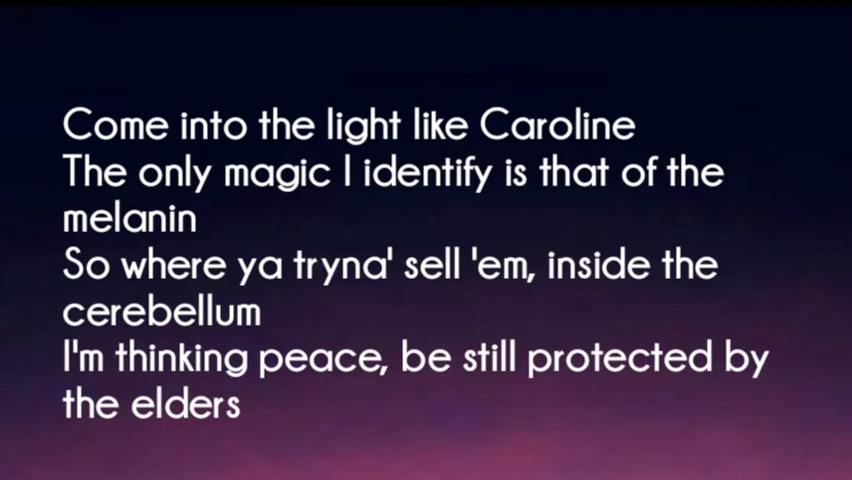 Come into the light like Caroline
The only magic I identify is that of the
melanin
So where ya tryna' sell 'em, inside the
cerebellum
I'm thinking peace, be still protected by
the elders